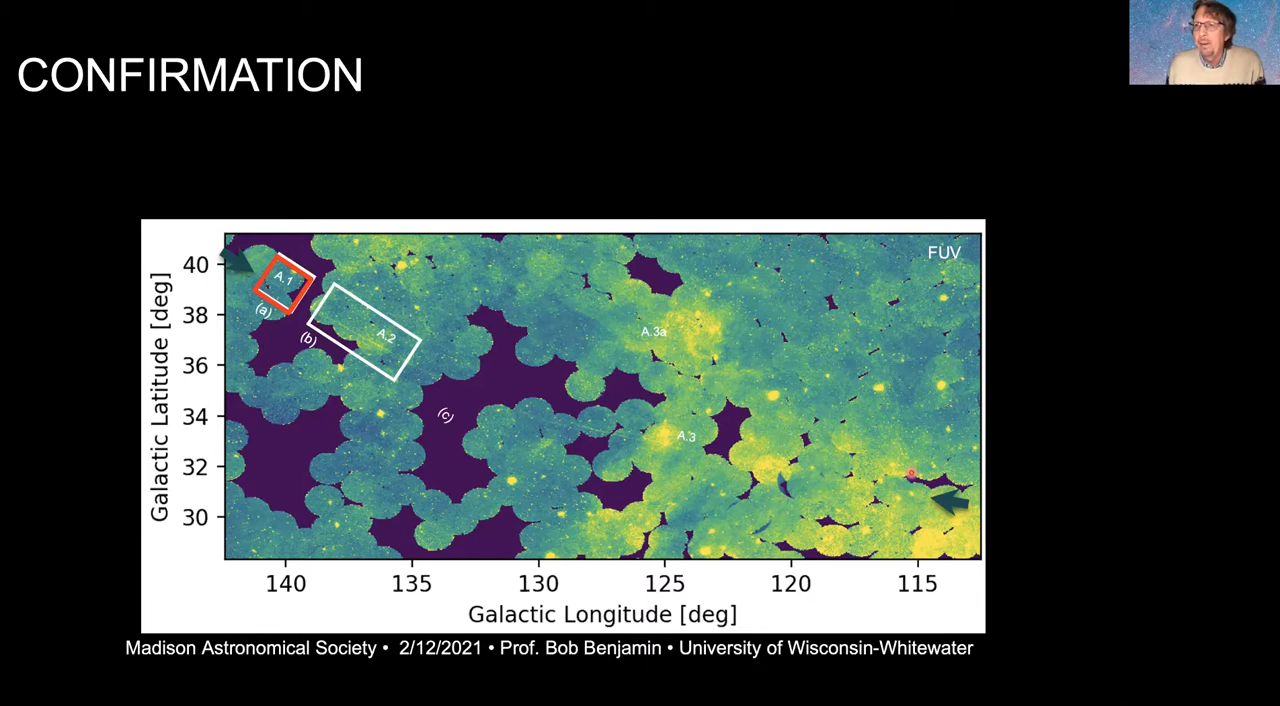 CONFIRMATION
FUV
40
38
36
34
32
30
A.1
(a)
A.2
(b)
(c)
A.3a
A.3
Galactic Latitude [deg]
140
135
130
125
120
115
Galactic Longitude [deg]
Madison Astronomical Society • 2/12/2021 • Prof. Bob Benjamin • University of Wisconsin-Whitewater